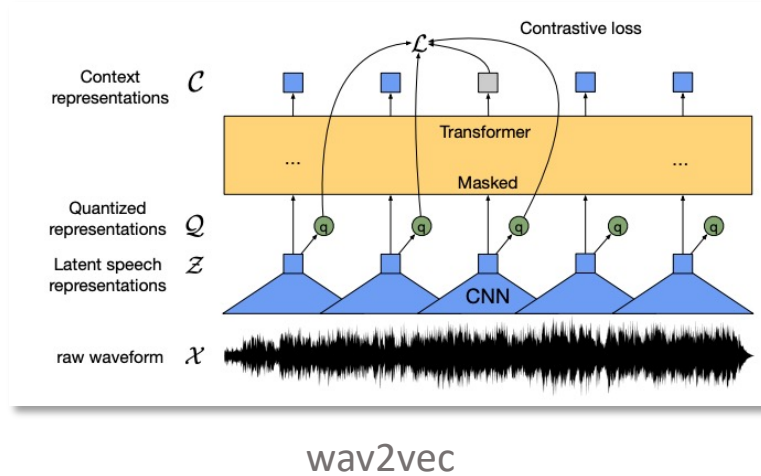 Contrastive loss
ℒ
Context
representations 𝒞
Transformer
... ...
Masked
Quantized
representations 𝒬
q q q q q
Latent speech
representations 𝒵
CNN
raw waveform 𝒳
wav2vec